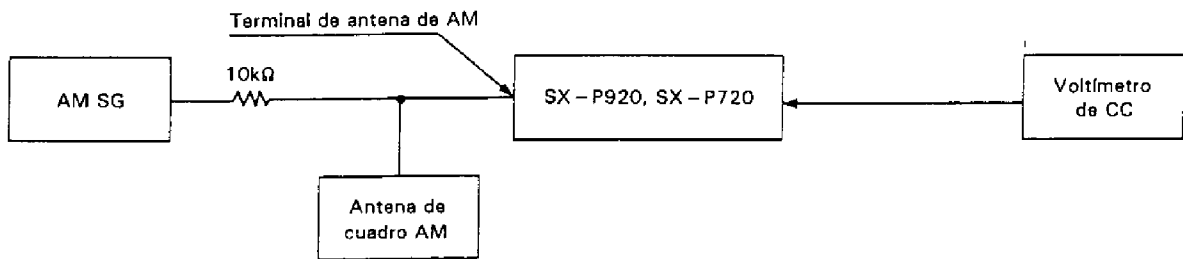 Terminal de antena de AM
10kΩ
AM SG
SX-P920, SX-P720
Voltímetro
de CC
Antena de
cuadro AM